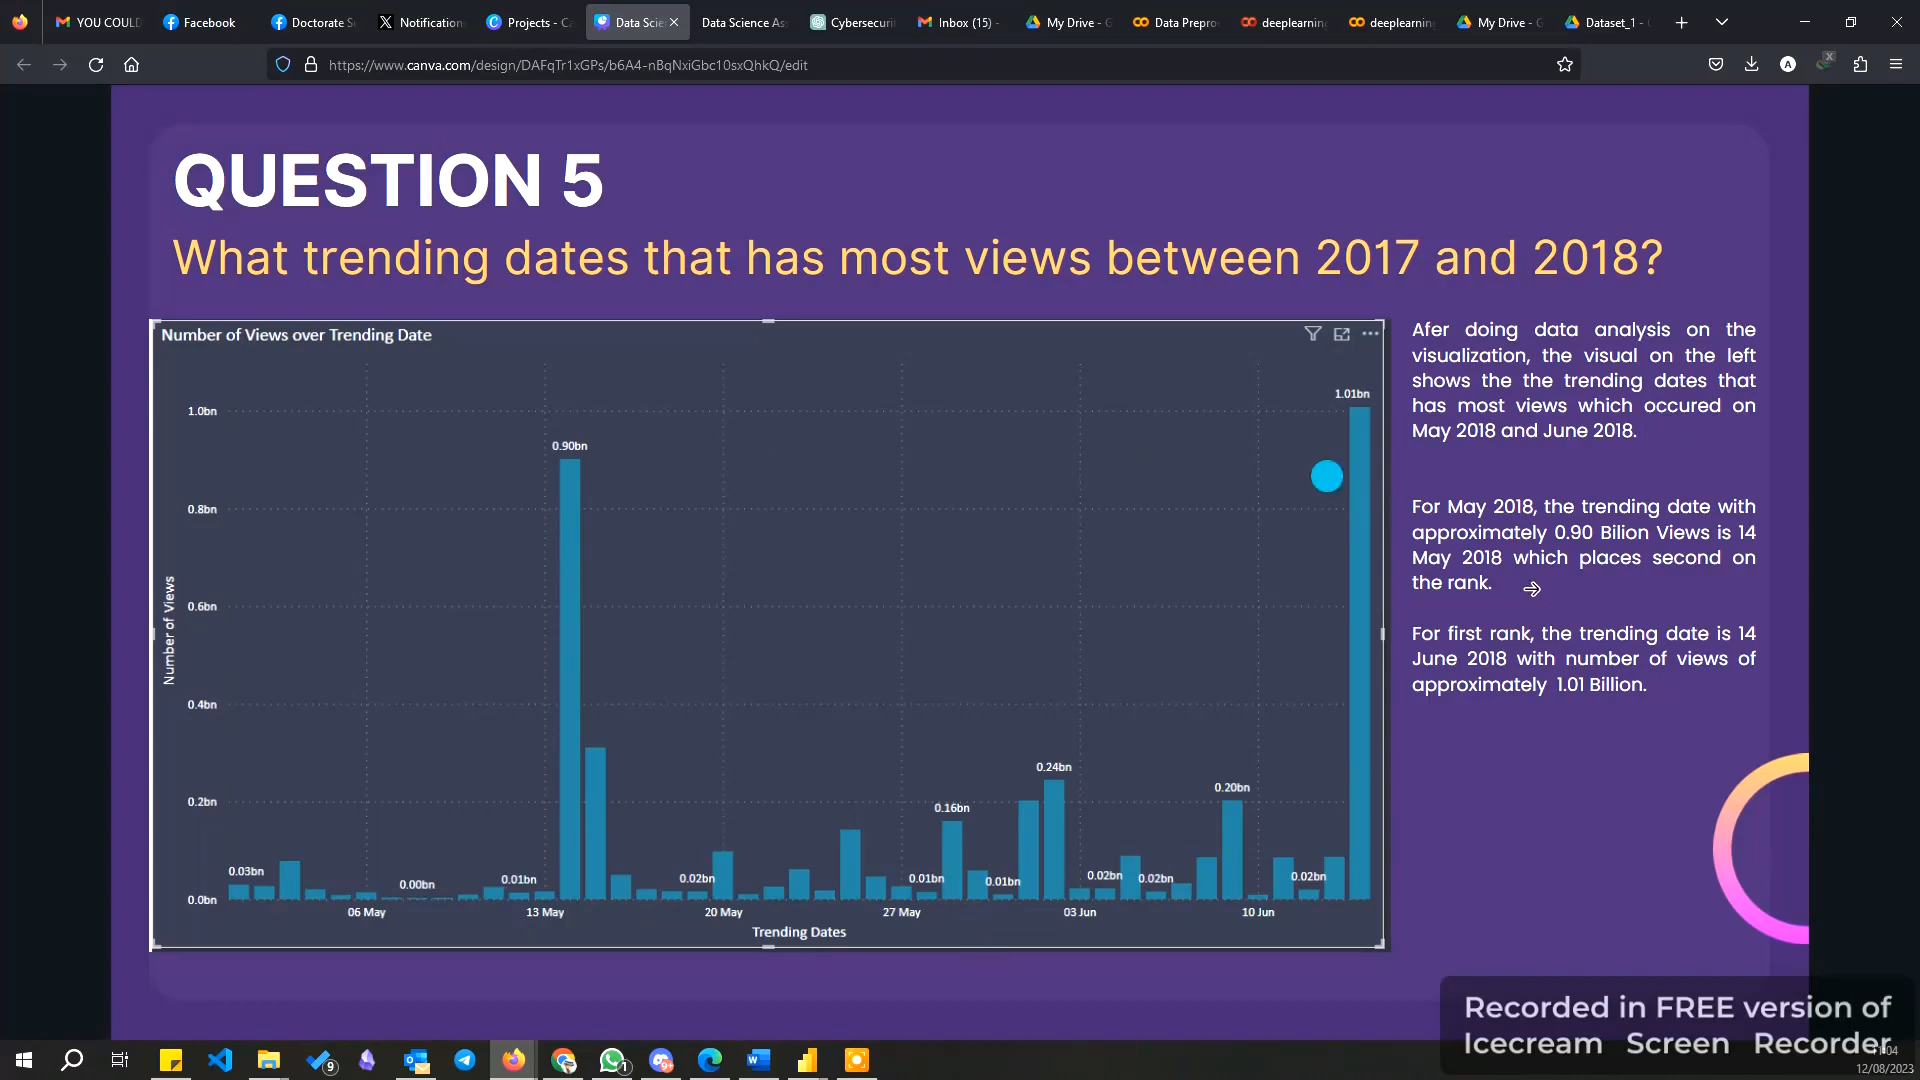 YOU COULD
Facebook
Doctorate S
Notification
Projects - C
Data Scie
Data Science As
Cybersecuri
Inbox (15) -
My Drive - G
Data Prepro
deeplearning
deeplearning
My Drive - G
Dataset_1 -
https://www.canva.com/design/DAFqTr1xGPs/b6A4-nBqNxiGbc10sxQhkQ/edit
QUESTION 5
What trending dates that has most views between 2017 and 2018?
Number of Views over Trending Date
1.0bn
0.8bn
0.6bn
0.4bn
0.2bn
0.0bn
Number of Views
0.03bn
0.00bn
0.01bn
0.90bn
0.02bn
0.01bn
0.16bn
0.01bn
0.24bn
0.02bn
0.02bn
0.20bn
0.02bn
1.01bn
06 May
13 May
20 May
27 May
03 Jun
10 Jun
Trending Dates
Afer doing data analysis on the
visualization, the visual on the left
shows the the trending dates that
has most views which occured on
May 2018 and June 2018.
For May 2018, the trending date with
approximately 0.90 Bilion Views is 14
May 2018 which places second on
the rank.
For first rank, the trending date is 14
June 2018 with number of views of
approximately 1.01 Billion.
Recorded in FREE version of
Icecream Screen Recorder
12/08/2023